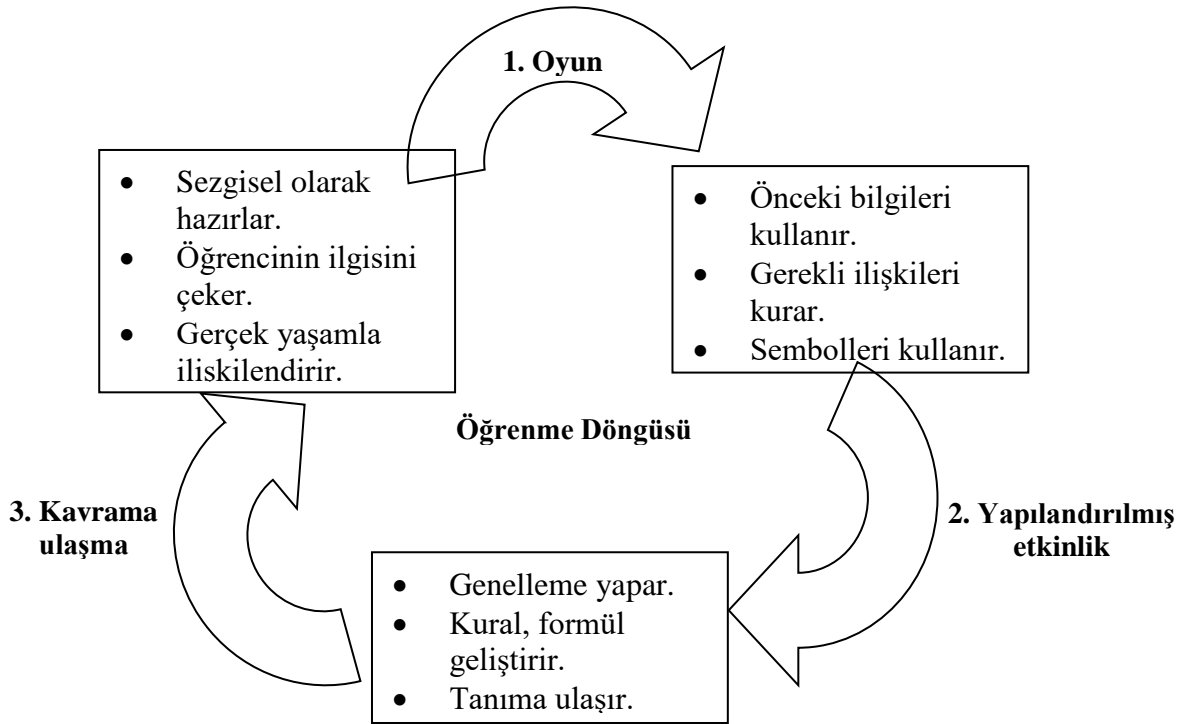 1. Oyun
• Sezgisel olarak
hazırlar.
• Öğrencinin ilgisini
çeker.
• Gerçek yaşamla
iliskilendirir.
• Önceki bilgileri
kullanır.
• Gerekli ilişkileri
kurar.
• Sembolleri kullanır.
Öğrenme Döngüsü
3. Kavrama
ulaşma
2. Yapılandırılmış
etkinlik
• Genelleme yapar.
• Kural, formül
geliştirir.
• Tanıma ulaşır.